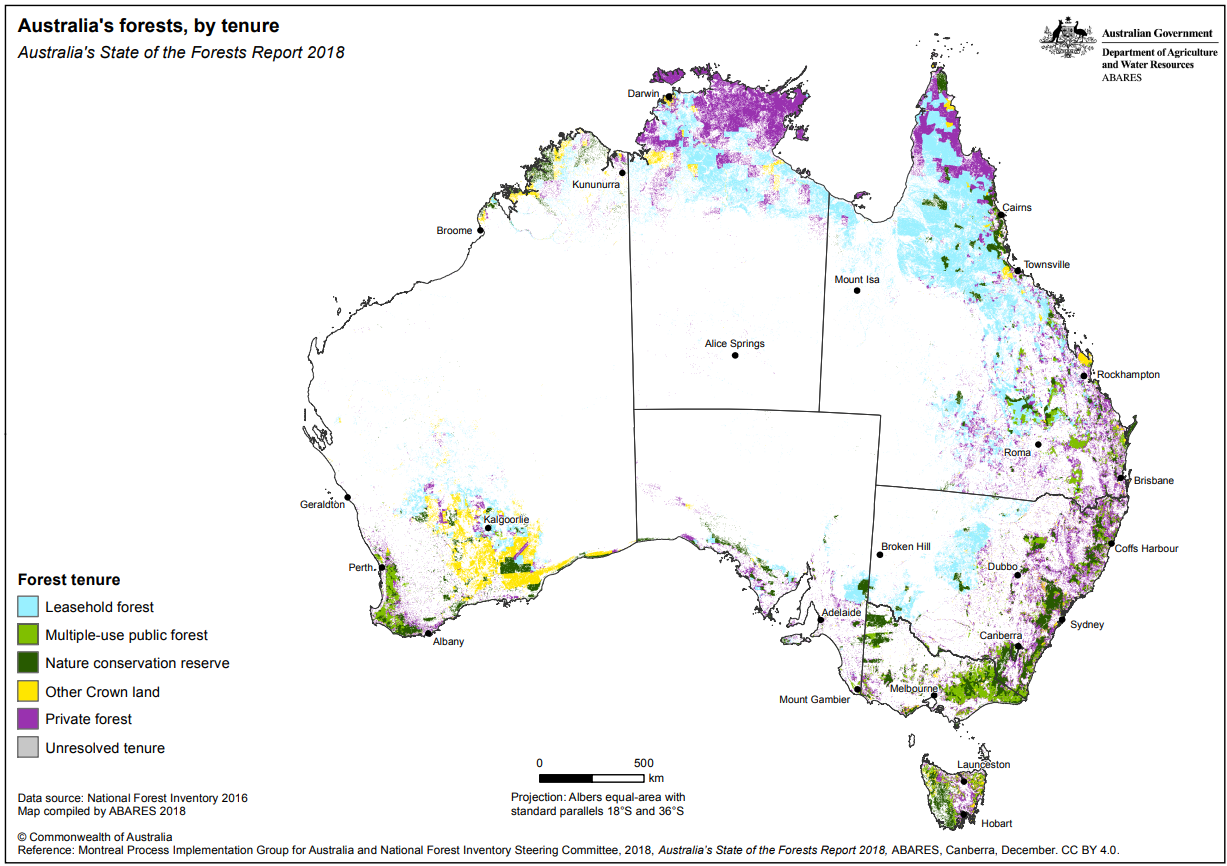 Australia's forests, by tenure
Australia's State of the Forests Report 2018
Australian Government
Department of Agriculture
and Water Resources
ABARES
Darwin
Kununurra
Broome
Cairns
Townsville
Mount Isa
Alice Springs
Rockhampton
Roma
Brisbane
Geraldton
Kalgoorlie
Coffs Harbour
Broken Hill
Dubbo
Perth
Adelaide
Sydney
Albany
Canberra
Melbourne
Mount Gambier
Launceston
Hobart
Forest tenure
Leasehold forest
Multiple-use public forest
Nature conservation reserve
Other Crown land
Private forest
Unresolved tenure
0 500
km
Projection: Albers equal-area with
standard parallels 18°S and 36°S
Data source: National Forest Inventory 2016
Map compiled by ABARES 2018
© Commonwealth of Australia
Reference: Montreal Process Implementation Group for Australia and National Forest Inventory Steering Committee, 2018, Australia's State of the Forests Report 2018, ABARES, Canberra, December. CC BY 4.0.